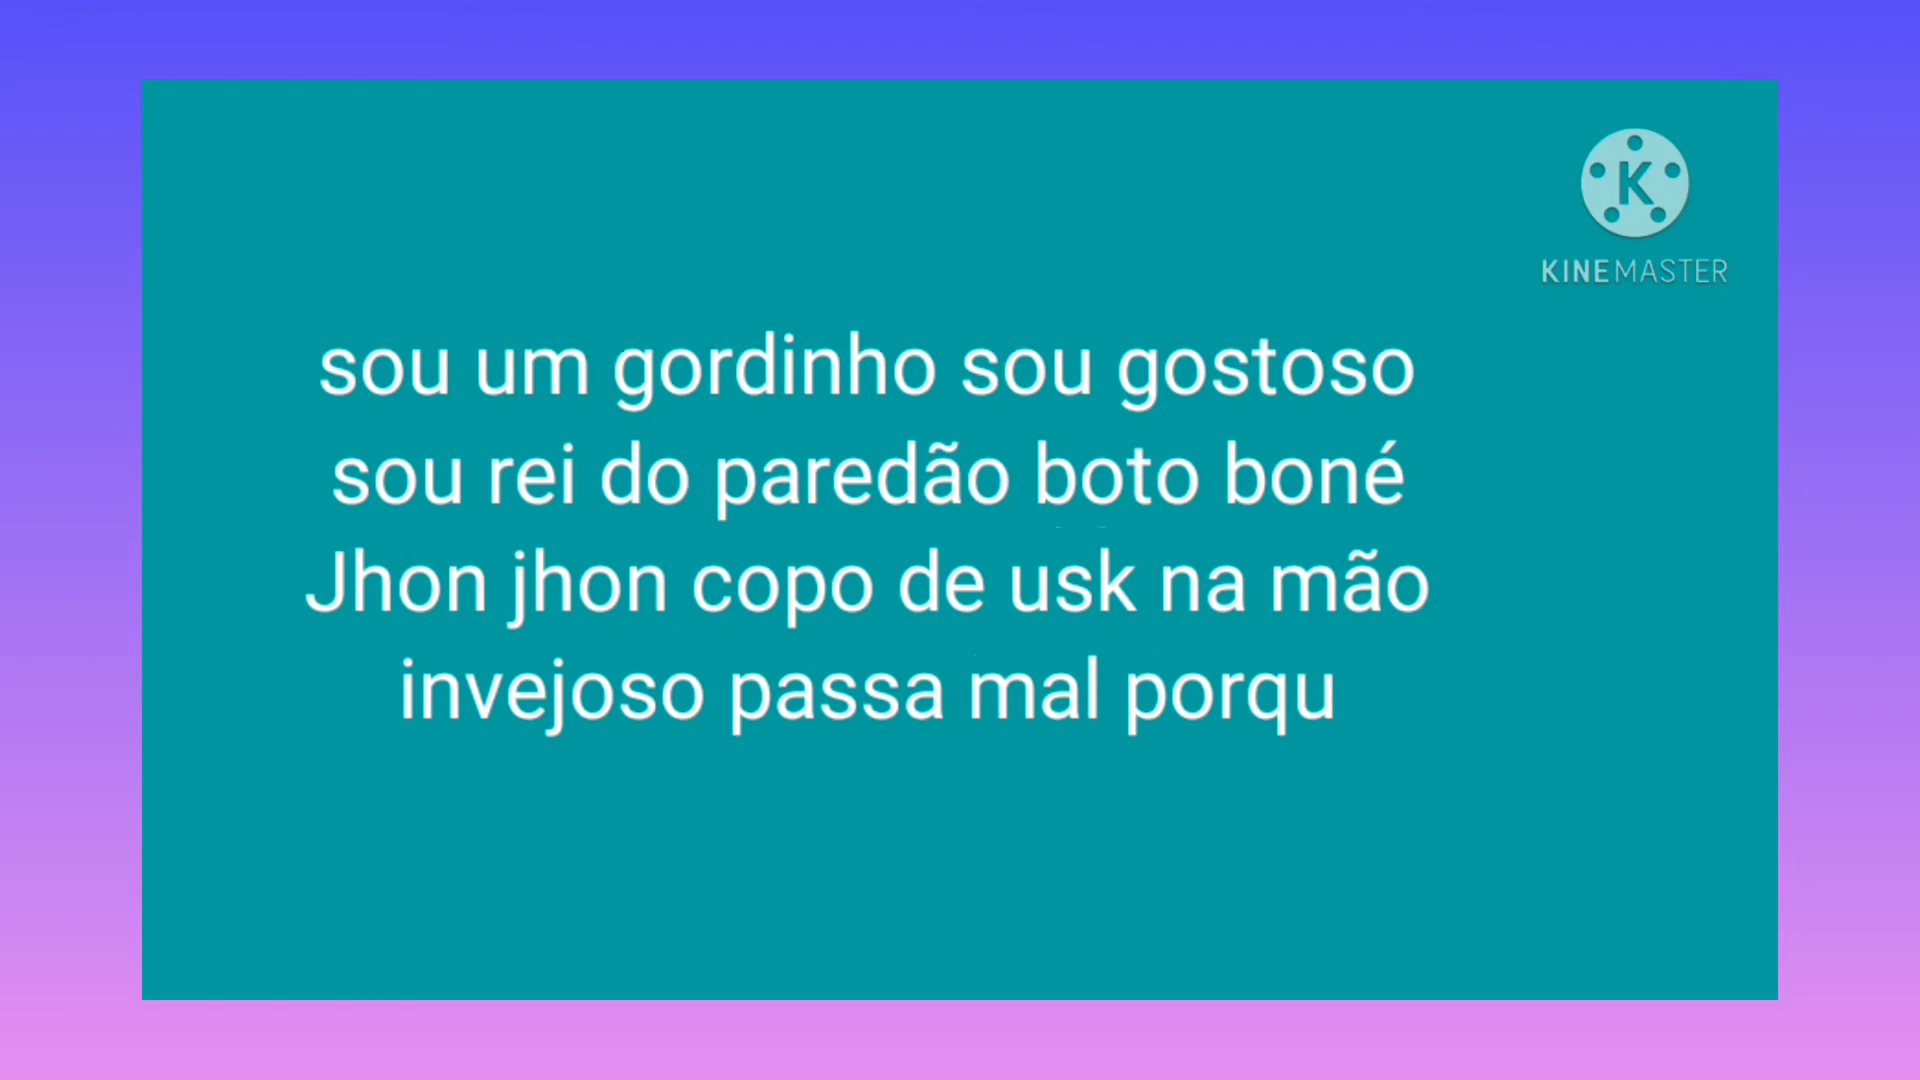 KINEMASTER
sou um gordinho sou gostoso
sou rei do paredão boto boné
Jhon jhon copo de usk na mão
invejoso passa mal porqu